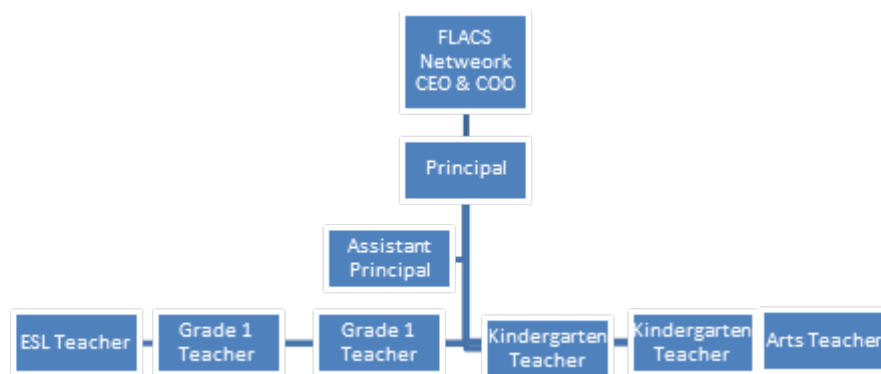 FLACS
Netweork
CEO & COO
Principal
Assistant
Principal
ESL Teacher
Grade 1
Teacher
Grade 1
Teacher
Kindergarten
Teacher
Kindergarten
Teacher
Arts Teacher